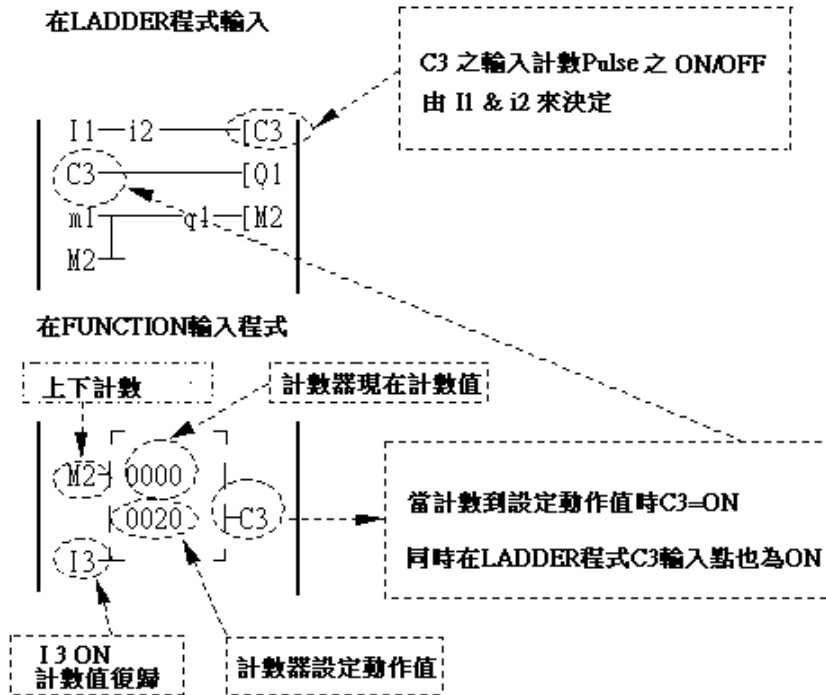 在LADDER程式輸入
C3 之輸入計數Pulse 之 ON/OFF
由 I1 & i2 來決定
I1—i2 —[C3
C3 —[Q1
m1 — q1—[M2
M2
在FUNCTION輸入程式
上下計數
計數器現在計數值
M2 0000
0020 C3
I3
當計數到設定動作值時C3=ON
同時在LADDER程式C3輸入點也為ON
I 3 ON
計數值復歸
計數器設定動作值